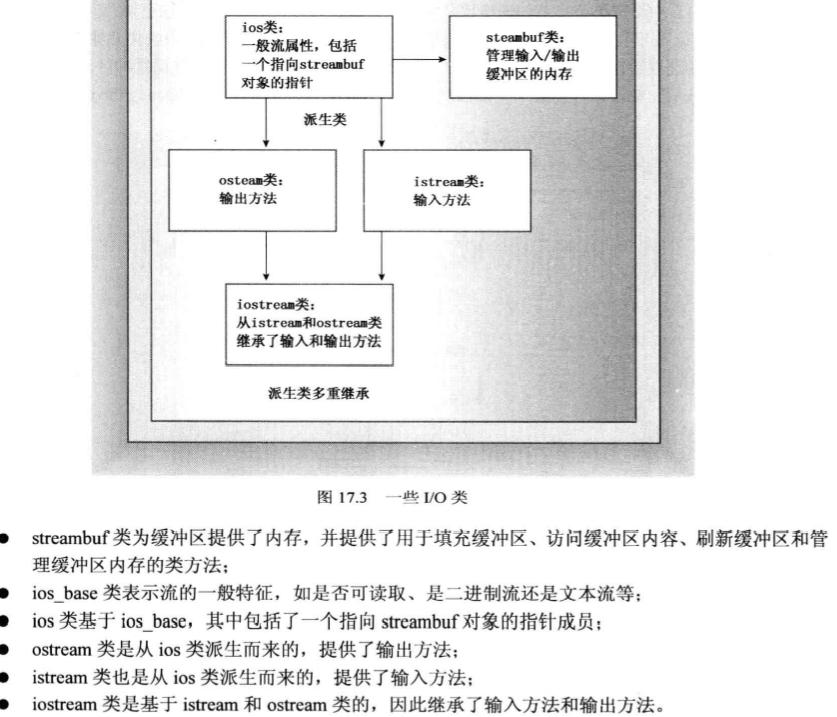 ios类:
一般流属性，包括
一个指向streambuf
对象的指针
steambuf类:
管理输入/输出
缓冲区的内存
派生类
osteam类:
输出方法
istream类:
输入方法
iostream类:
从istream和ostream类
继承了输入和输出方法
派生类多重继承
图 17.3 一些 I/O 类
● streambuf 类为缓冲区提供了内存，并提供了用于填充缓冲区、访问缓冲区内容、刷新缓冲区和管
理缓冲区内存的类方法；
● ios_base 类表示流的一般特征，如是否可读取、是二进制流还是文本流等；
● ios 类基于 ios_base，其中包括了一个指向 streambuf 对象的指针成员；
● ostream 类是从 ios 类派生而来的，提供了输出方法；
● istream 类也是从 ios 类派生而来的，提供了输入方法；
● iostream 类是基于 istream 和 ostream 类的，因此继承了输入方法和输出方法。